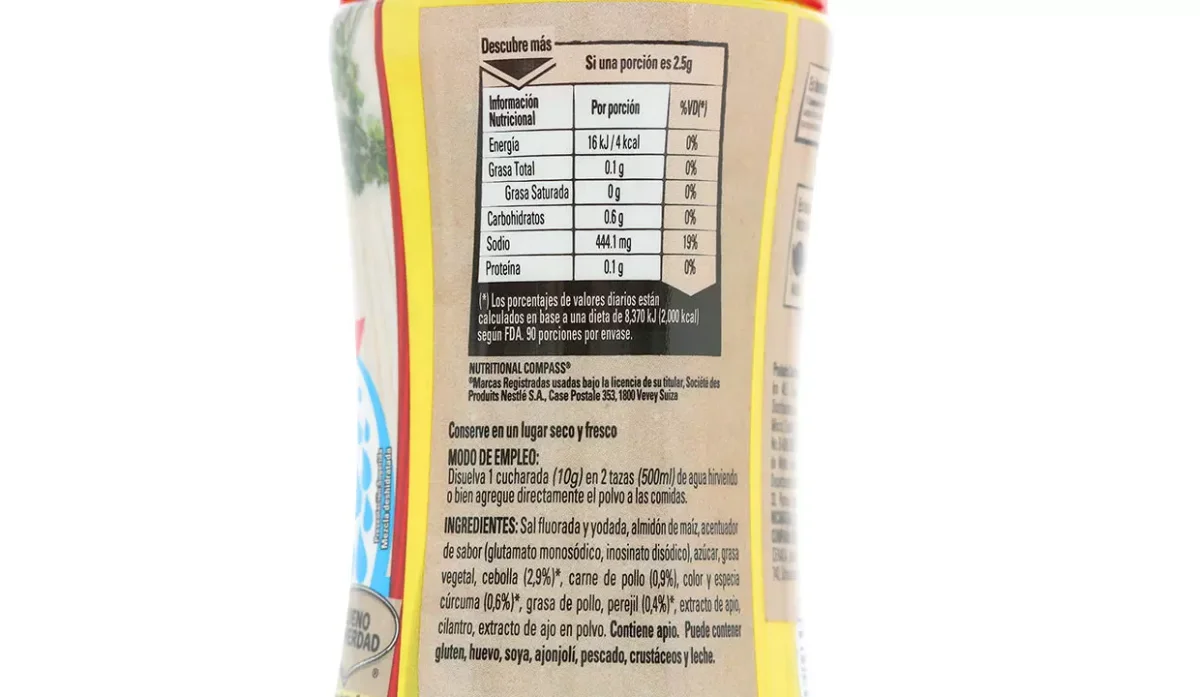 Descubre más
Si una porción es 2.5g
Información Nutricional Por porción %VD(*)
Energía 16 kJ / 4 kcal 0%
Grasa Total 0.1 g 0%
Grasa Saturada 0 g 0%
Carbohidratos 0.6 g 0%
Sodio 444.1 mg 19%
Proteína 0.1 g 0%
(*) Los porcentajes de valores diarios están
calculados en base a una dieta de 8,370 kJ (2,000 kcal)
según FDA. 90 porciones por envase.
NUTRITIONAL COMPASS®
®Marcas Registradas usadas bajo la licencia de su titular, Société des
Produits Nestlé S.A., Case Postale 353, 1800 Vevey Suiza
Conserve en un lugar seco y fresco
MODO DE EMPLEO:
Disuelva 1 cucharada (10g) en 2 tazas (500ml) de agua hirviendo
o bien agregue directamente el polvo a las comidas.
INGREDIENTES: Sal fluorada y yodada, almidón de maíz, acentuador
de sabor (glutamato monosódico, inosinato disódico), azúcar, grasa
vegetal, cebolla (2,9%)*, carne de pollo (0,9%), color y especia
cúrcuma (0,6%)*, grasa de pollo, perejil (0,4%)*, extracto de apio,
cilantro, extracto de ajo en polvo. Contiene apio. Puede contener
gluten, huevo, soya, ajonjolí, pescado, crustáceos y leche.
Mezcla deshidratada